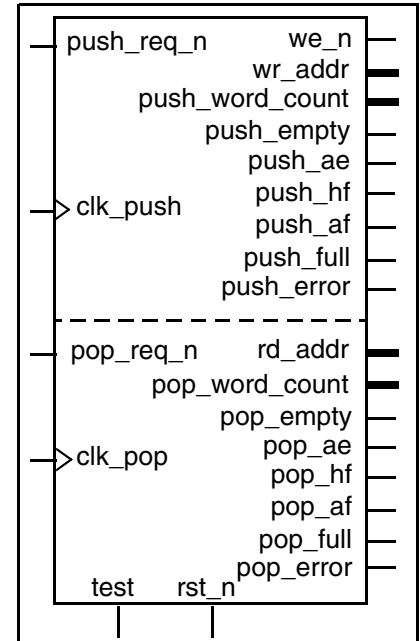 push_req_n we_n
wr_addr
push_word_count
push_empty
push_ae
clk_push push_hf
push_af
push_full
push_error
pop_req_n rd_addr
pop_word_count
pop_empty
clk_pop pop_ae
pop_hf
pop_af
pop_full
pop_error
test rst_n